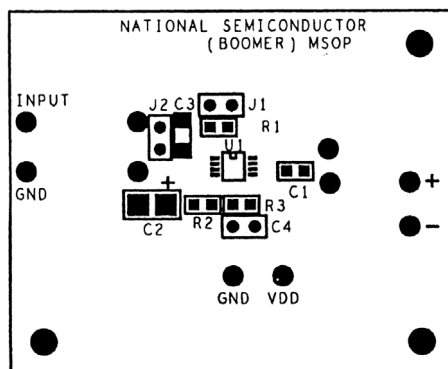 NATIONAL SEMICONDUCTOR
(BOOMER) MSOP
INPUT
J2 C3 J1
R1
U1
GND
+
C1
+
C2
R2
R3
C4
−
GND VDD